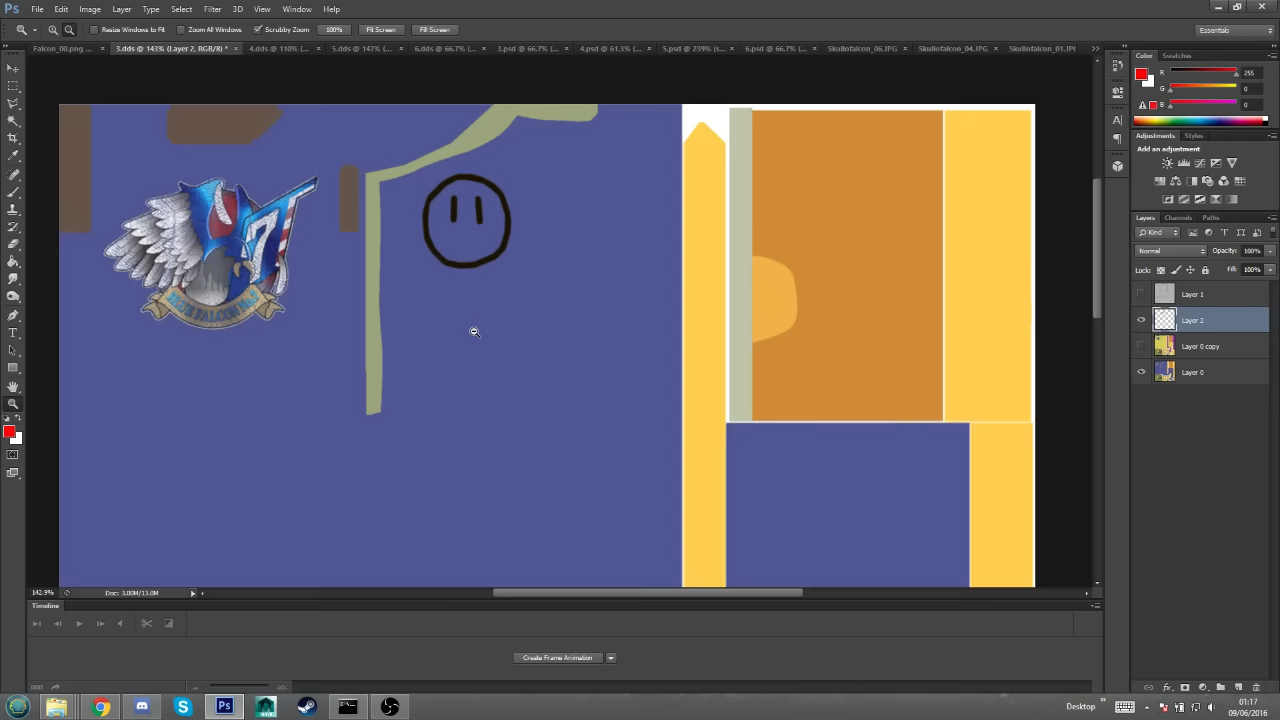 Ps File Edit Image Layer Type Select Filter 3D View Window Help
Resize Windows to Fit Zoom All Windows Scrubby Zoom 100% Fit Screen Fill Screen Essentials
Falcon_00.png ... × 3.dds @ 143% (Layer 2, RGB/8) * × 4.dds @ 110% ... × 5.dds @ 147% (... × 6.dds @ 66.7% (... × 3.psd @ 66.7% (... × 4.psd @ 61.3% (... × 5.psd @ 239% (s... × 6.psd @ 66.7% (... × Skullofalcon_06.JPG × Skullofalcon_04.JPG × Skullofalcon_01.JPG
Color Swatches
R 255
G 0
B 0
Adjustments Styles
Add an adjustment
Layers Channels Paths
Kind
Normal Opacity: 100%
Lock: Fill: 100%
Layer 1
Layer 2
Layer 0 copy
Layer 0
7
142.9% Doc: 3.00M/13.0M
Timeline
Create Frame Animation
Desktop
01:17
09/06/2016